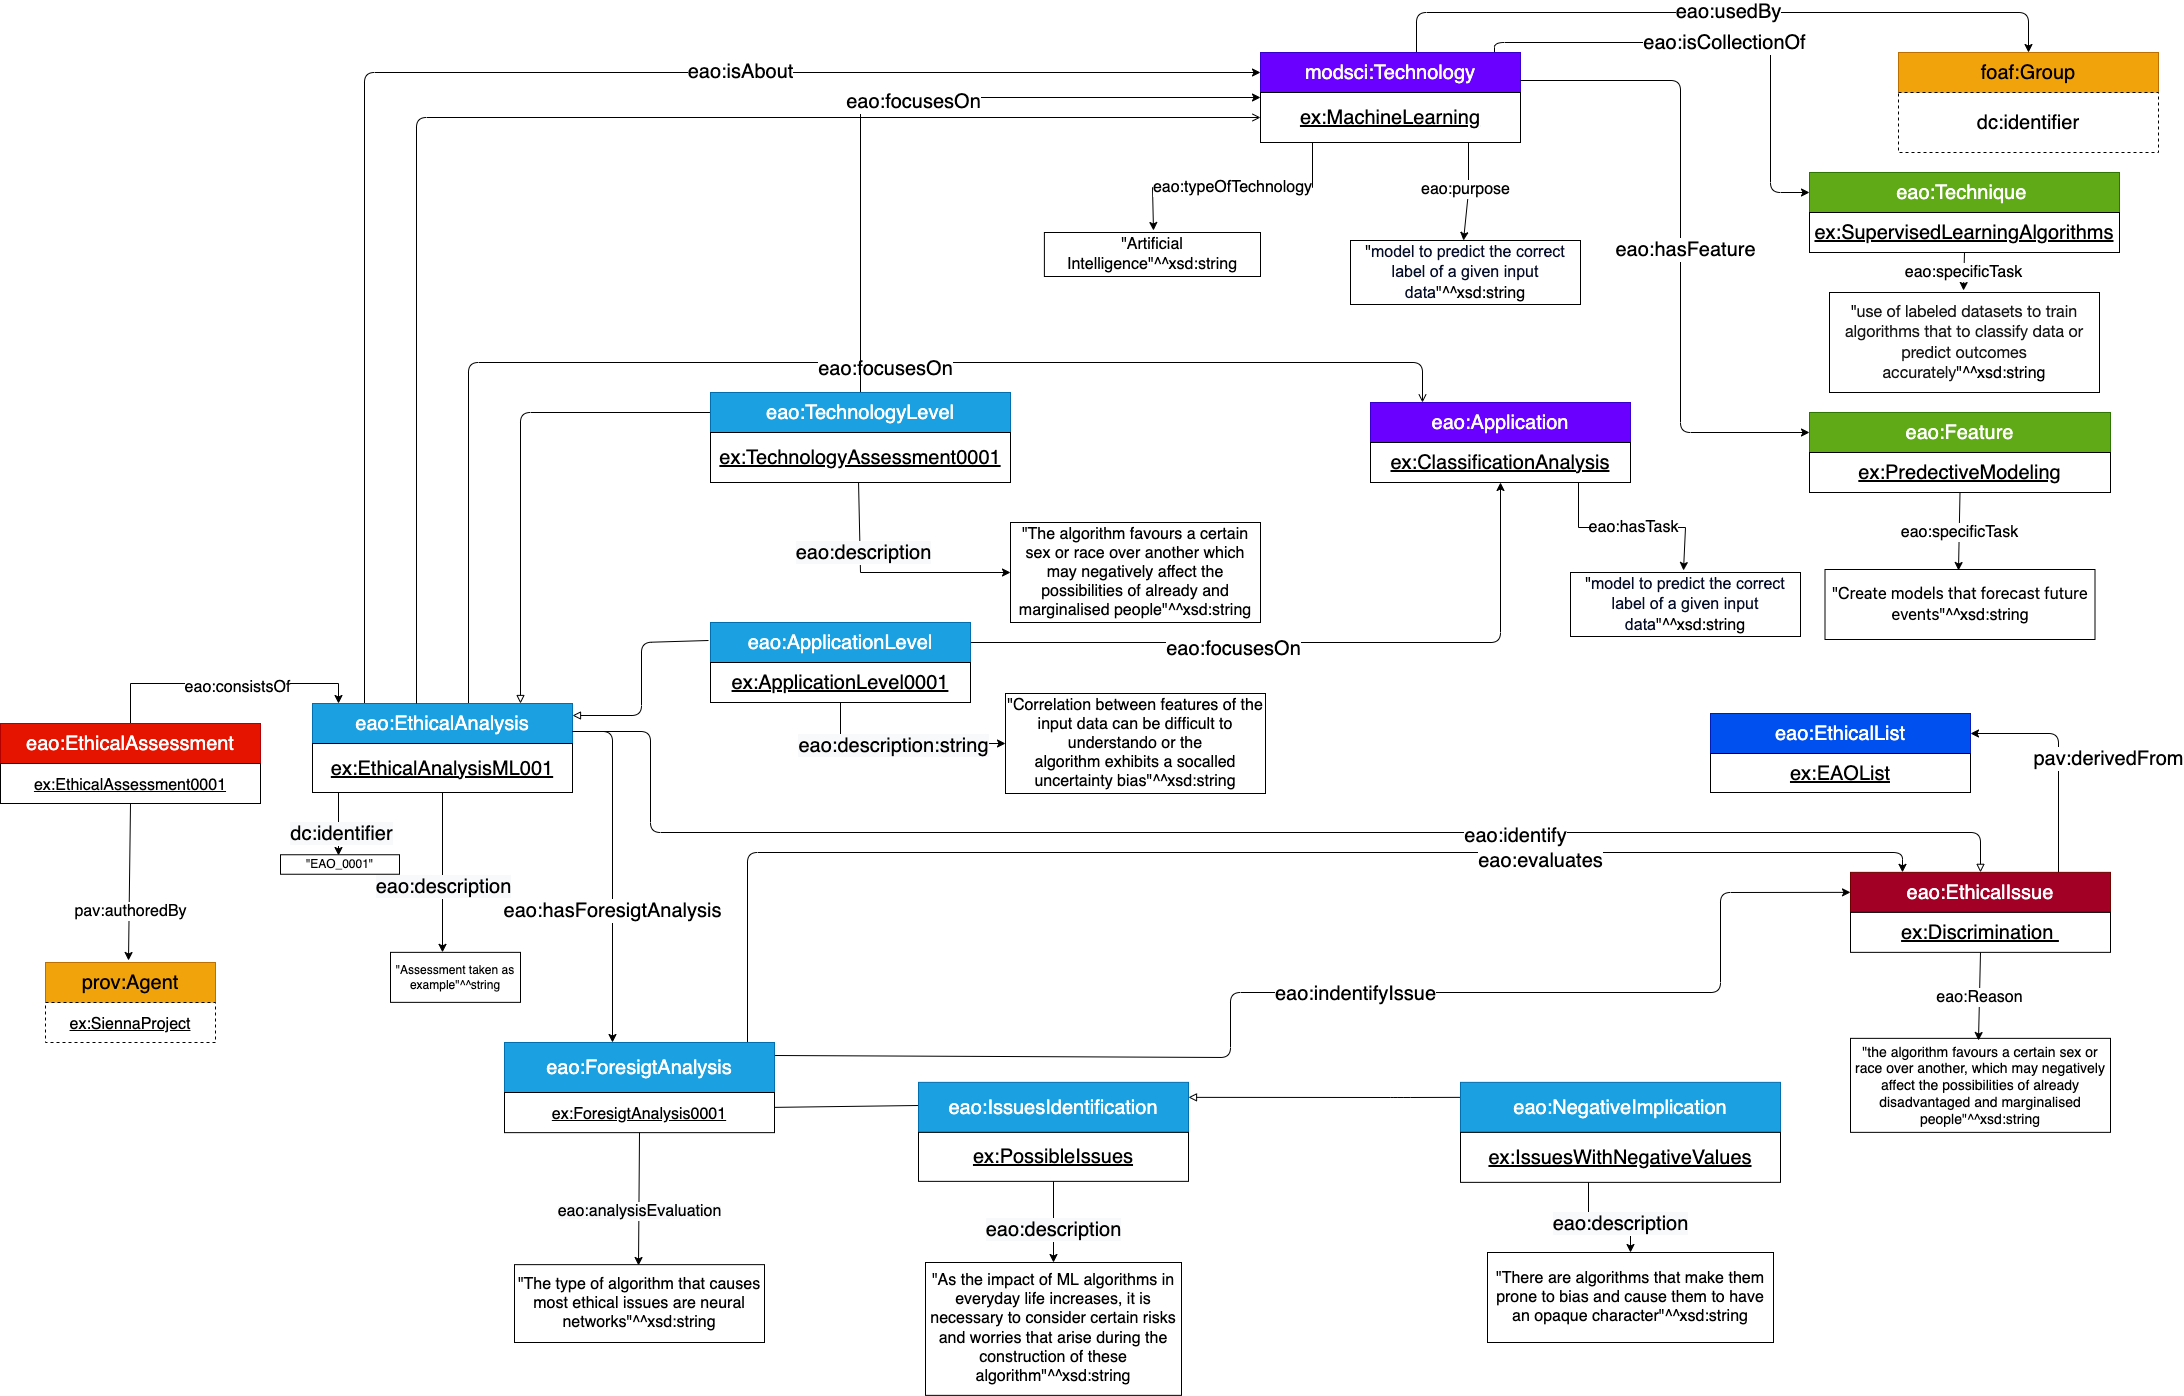 eao:usedBy
eao:isCollectionOf
eao:isAbout
modsci:Technology
foaf:Group
eao:focusesOn
ex:MachineLearning
dc:identifier
eao:typeOfTechnology
eao:purpose
eao:Technique
ex:SupervisedLearningAlgorithms
"Artificial
Intelligence"^^xsd:string
"model to predict the correct
label of a given input
data"^^xsd:string
eao:hasFeature
eao:specificTask
"use of labeled datasets to train
algorithms that to classify data or
predict outcomes
accurately"^^xsd:string
eao:focusesOn
eao:TechnologyLevel
ex:TechnologyAssessment0001
eao:Application
ex:ClassificationAnalysis
eao:Feature
ex:PredectiveModeling
eao:description
"The algorithm favours a certain
sex or race over another which
may negatively affect the
possibilities of already and
marginalised people"^^xsd:string
eao:hasTask
eao:specificTask
"model to predict the correct
label of a given input
data"^^xsd:string
"Create models that forecast future
events"^^xsd:string
eao:ApplicationLevel
ex:ApplicationLevel0001
eao:focusesOn
eao:consistsOf
eao:EthicalAssessment
ex:EthicalAssessment0001
eao:EthicalAnalysis
ex:EthicalAnalysisML001
eao:description:string
"Correlation between features of the
input data can be difficult to
understando or the
algorithm exhibits a socalled
uncertainty bias"^^xsd:string
eao:EthicalList
ex:EAOList
pav:derivedFrom
dc:identifier
"EAO_0001"
eao:description
eao:identify
eao:evaluates
eao:hasForesigtAnalysis
pav:authoredBy
eao:EthicalIssue
ex:Discrimination
prov:Agent
ex:SiennaProject
"Assessment taken as
example"^^string
eao:indentifyIssue
eao:Reason
"the algorithm favours a certain sex or
race over another, which may negatively
affect the possibilities of already
disadvantaged and marginalised
people"^^xsd:string
eao:ForesigtAnalysis
ex:ForesigtAnalysis0001
eao:IssuesIdentification
ex:PossibleIssues
eao:NegativeImplication
ex:IssuesWithNegativeValues
eao:analysisEvaluation
eao:description
eao:description
"The type of algorithm that causes
most ethical issues are neural
networks"^^xsd:string
"As the impact of ML algorithms in
everyday life increases, it is
necessary to consider certain risks
and worries that arise during the
construction of these
algorithm"^^xsd:string
"There are algorithms that make them
prone to bias and cause them to have
an opaque character"^^xsd:string